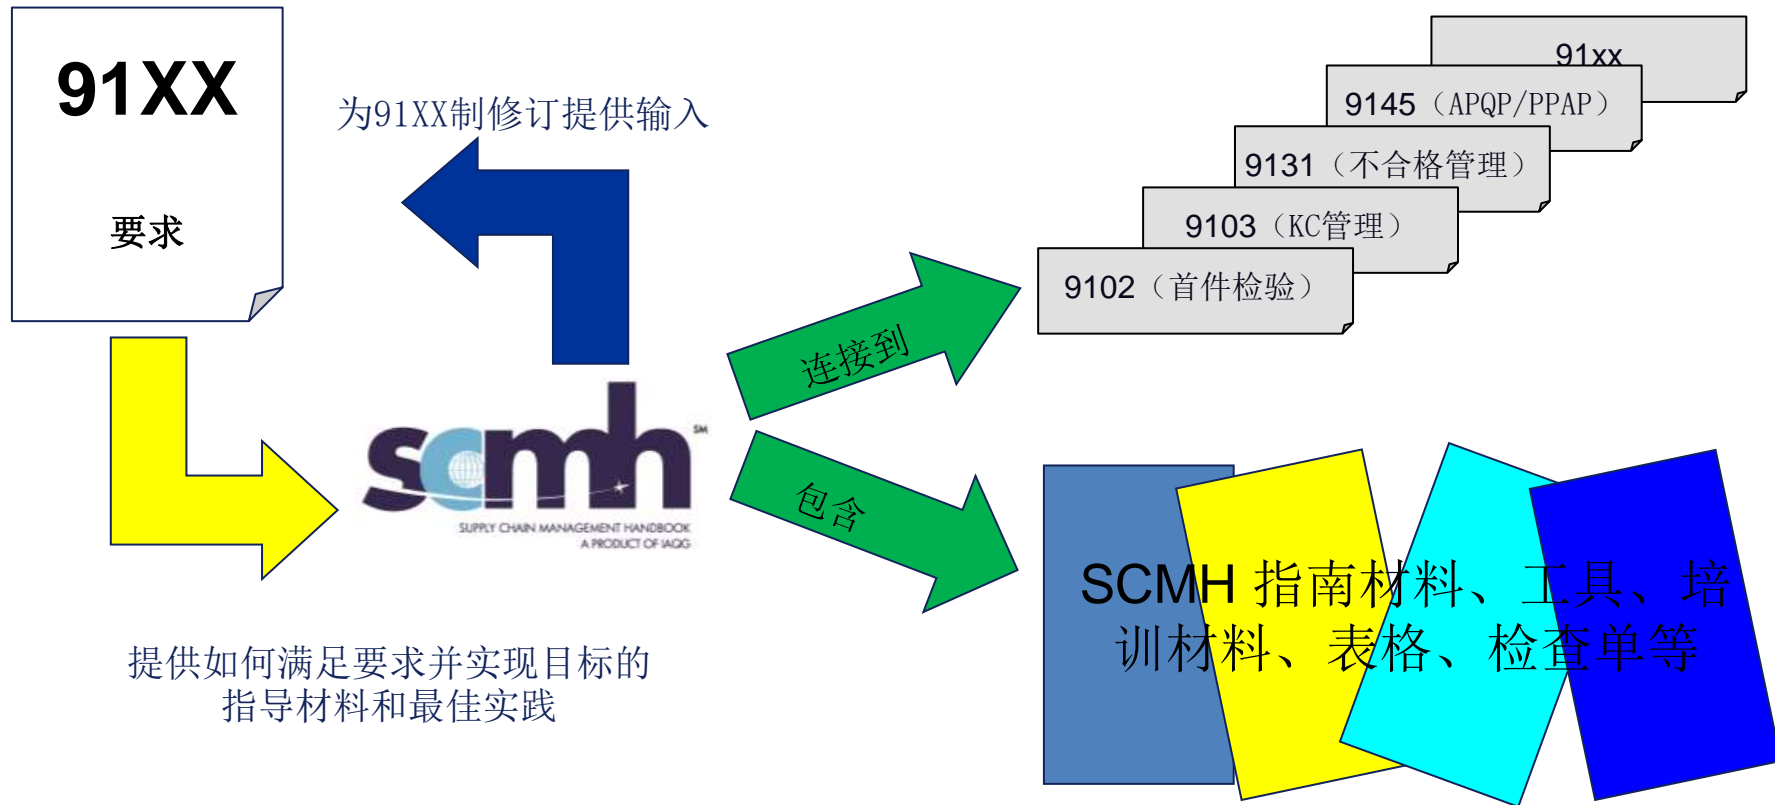 91XX
要求
为91XX制修订提供输入
91xx
9145（APQP/PPAP）
9131（不合格管理）
9103（KC管理）
9102（首件检验）
连接到
scmh SM
SUPPLY CHAIN MANAGEMENT HANDBOOK
A PRODUCT OF IAQG
包含
SCMH 指南材料、工具、培
训材料、表格、检查单等
提供如何满足要求并实现目标的
指导材料和最佳实践